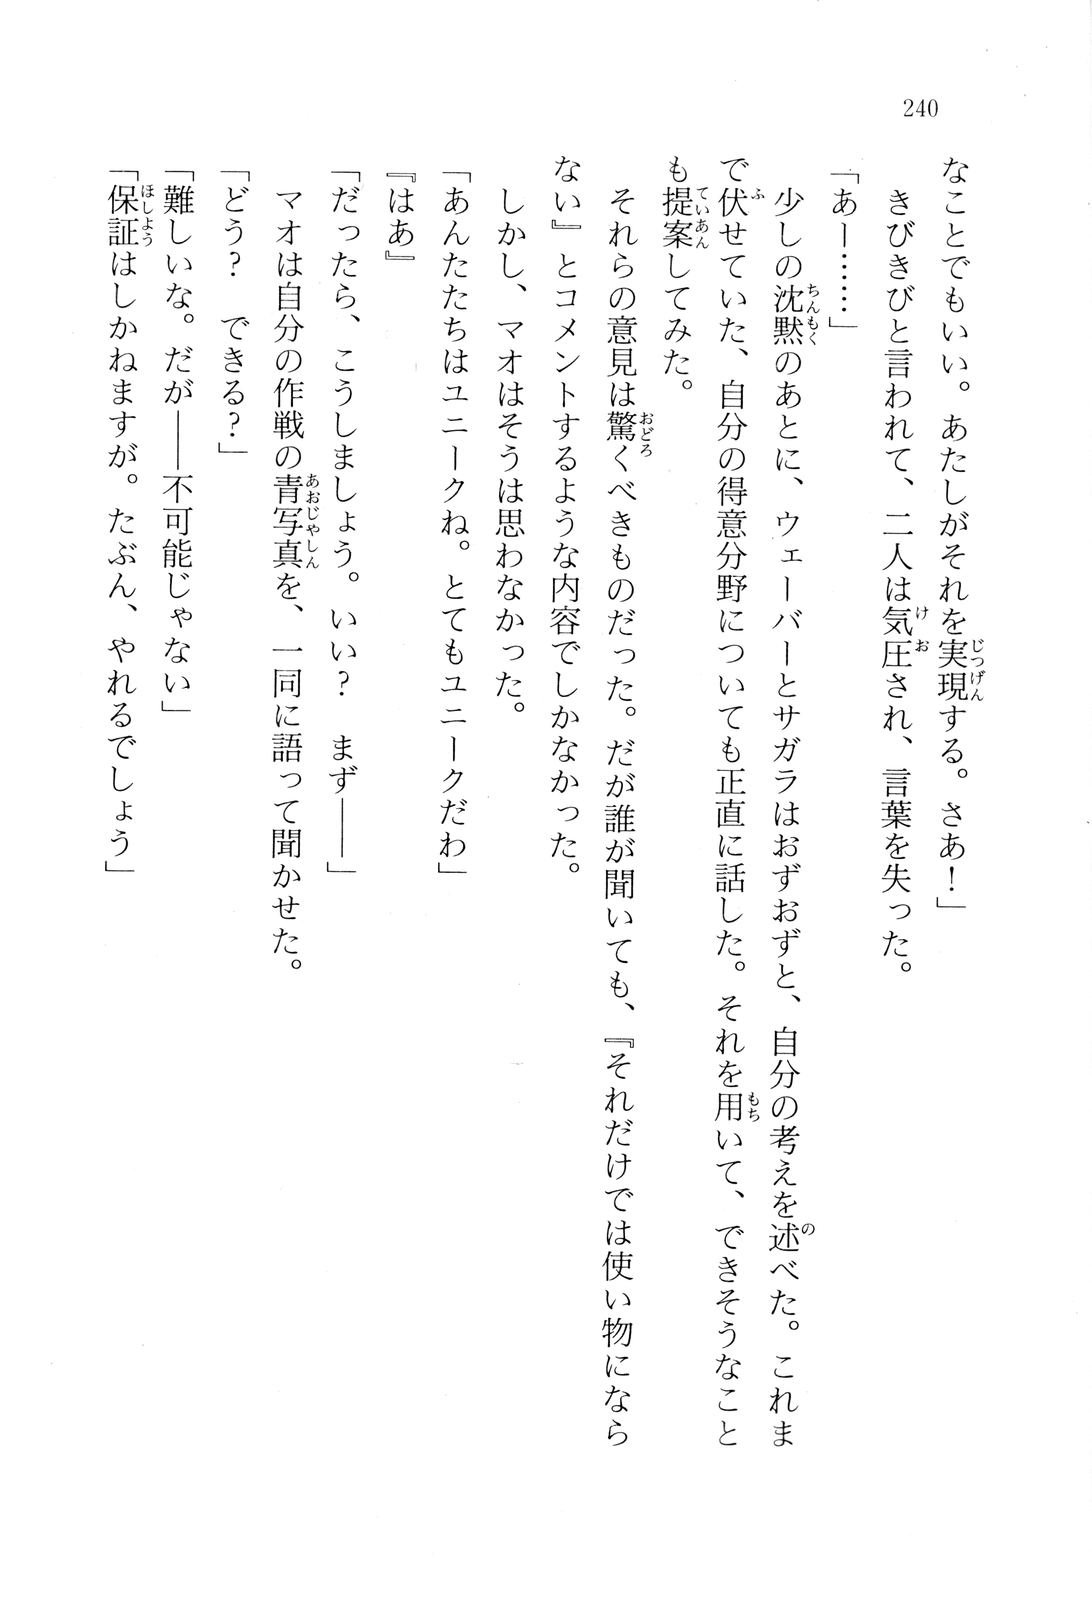 240
なことでもいい。あたしがそれを実現する。さあ！」
　きびきびと言われて、二人は気圧され、言葉を失った。
「あー……」
　少しの沈黙のあとに、ウェーバーとサガラはおずおずと、自分の考えを述べた。これま
で伏せていた、自分の得意分野についても正直に話した。それを用いて、できそうなこと
も提案してみた。
　それらの意見は驚くべきものだった。だが誰が聞いても、『それだけでは使い物になら
ない』とコメントするような内容でしかなかった。
　しかし、マオはそうは思わなかった。
「あんたたちはユニークね。とてもユニークだわ」
『はあ』
「だったら、こうしましょう。いい？　まず――」
　マオは自分の作戦の青写真を、一同に語って聞かせた。
「どう？　できる？」
「難しいな。だが――不可能じゃない」
「保証はしかねますが。たぶん、やれるでしょう」